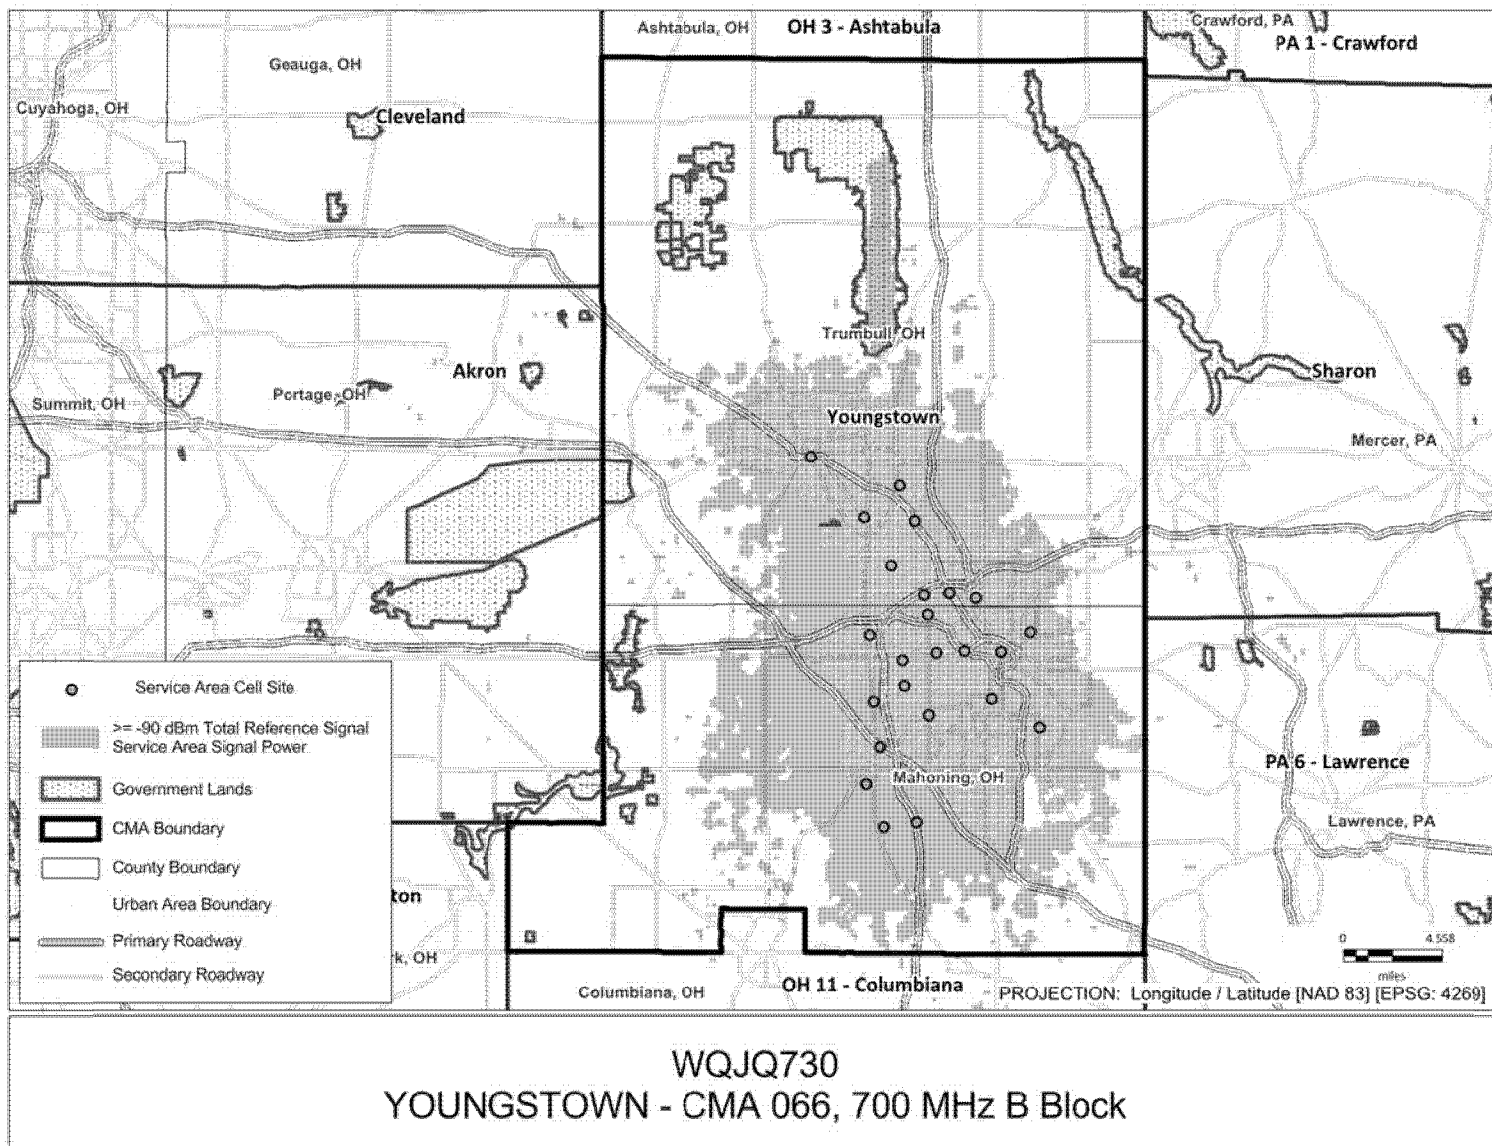 Ashtabula, OH
OH 3 - Ashtabula
Crawford, PA
PA 1 - Crawford
Geauga, OH
Cuyahoga, OH
Cleveland
Trumbull, OH
Akron
Sharon
Portage, OH
Summit, OH
Youngstown
Mercer, PA
Service Area Cell Site
>= -90 dBm Total Reference Signal
Service Area Signal Power
Government Lands
CMA Boundary
County Boundary
Urban Area Boundary
Primary Roadway
Secondary Roadway
Mahoning, OH
PA 6 - Lawrence
Lawrence, PA
ton
rk, OH
0 4.558
miles
Columbiana, OH
OH 11 - Columbiana
PROJECTION: Longitude / Latitude [NAD 83] [EPSG: 4269]
WQJQ730
YOUNGSTOWN - CMA 066, 700 MHz B Block